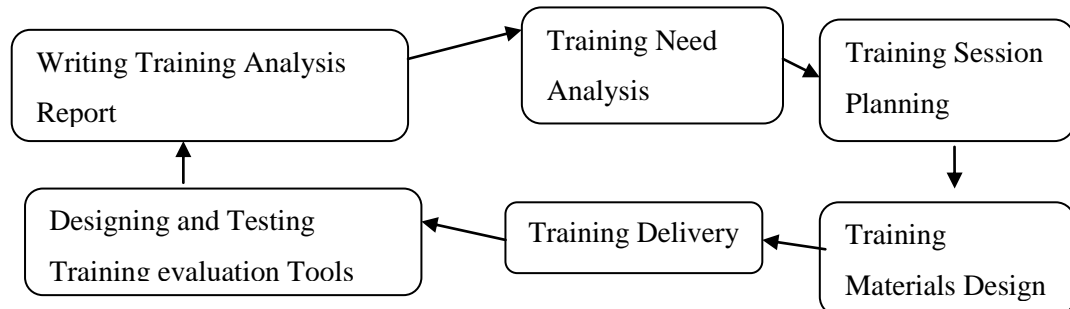 Writing Training Analysis
Report
Training Need
Analysis
Training Session
Planning
Designing and Testing
Training evaluation Tools
Training Delivery
Training
Materials Design